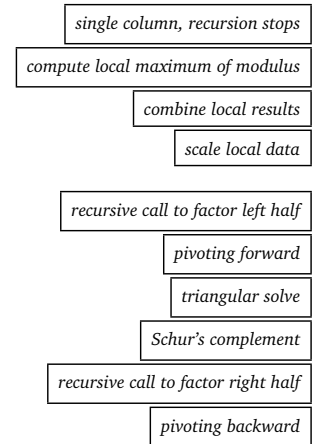 single column, recursion stops
compute local maximum of modulus
combine local results
scale local data
recursive call to factor left half
pivoting forward
triangular solve
Schur's complement
recursive call to factor right half
pivoting backward